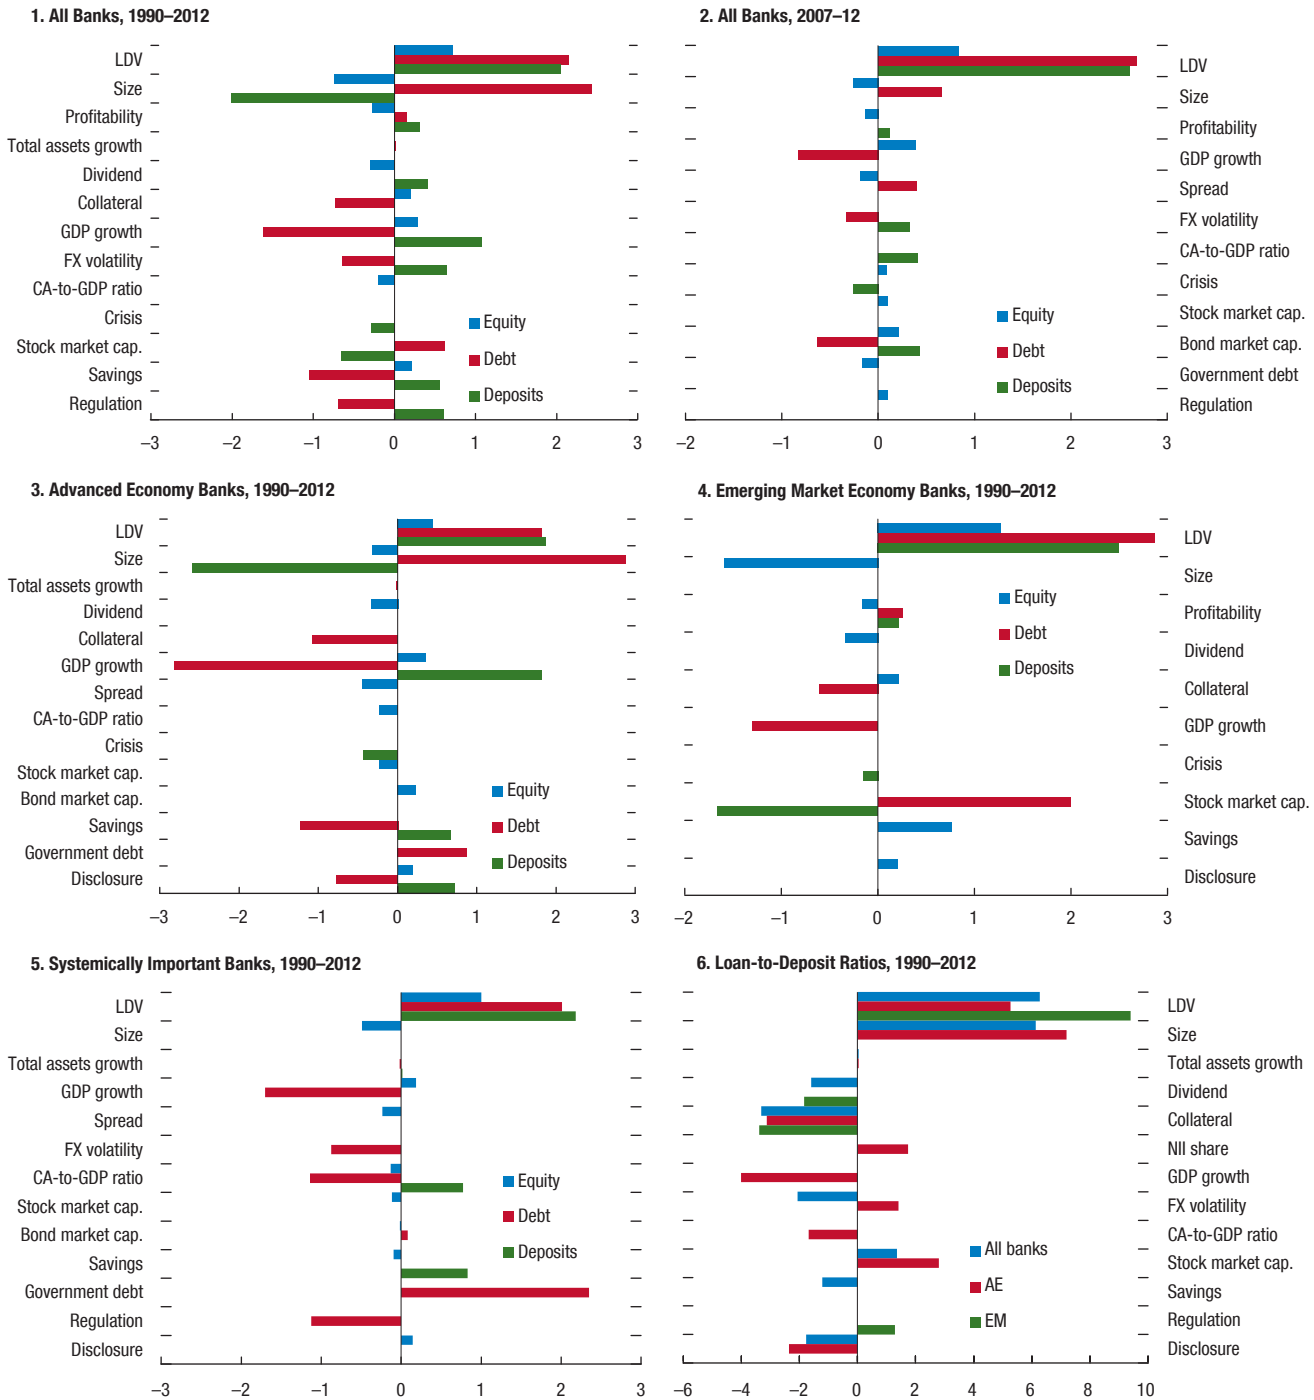 1. All Banks, 1990–2012
LDV
Size
Profitability
Total assets growth
Dividend
Collateral
GDP growth
FX volatility
CA-to-GDP ratio
Crisis
Stock market cap.
Savings
Regulation
Equity
Debt
Deposits
–3 –2 –1 0 1 2 3
2. All Banks, 2007–12
LDV
Size
Profitability
GDP growth
Spread
FX volatility
CA-to-GDP ratio
Crisis
Stock market cap.
Bond market cap.
Government debt
Regulation
Equity
Debt
Deposits
–2 –1 0 1 2 3
3. Advanced Economy Banks, 1990–2012
LDV
Size
Total assets growth
Dividend
Collateral
GDP growth
Spread
CA-to-GDP ratio
Crisis
Stock market cap.
Bond market cap.
Savings
Government debt
Disclosure
Equity
Debt
Deposits
–3 –2 –1 0 1 2 3
4. Emerging Market Economy Banks, 1990–2012
LDV
Size
Profitability
Dividend
Collateral
GDP growth
Crisis
Stock market cap.
Savings
Disclosure
Equity
Debt
Deposits
–2 –1 0 1 2 3
5. Systemically Important Banks, 1990–2012
LDV
Size
Total assets growth
GDP growth
Spread
FX volatility
CA-to-GDP ratio
Stock market cap.
Bond market cap.
Savings
Government debt
Regulation
Disclosure
Equity
Debt
Deposits
–3 –2 –1 0 1 2 3
6. Loan-to-Deposit Ratios, 1990–2012
LDV
Size
Total assets growth
Dividend
Collateral
NII share
GDP growth
FX volatility
CA-to-GDP ratio
Stock market cap.
Savings
Regulation
Disclosure
All banks
AE
EM
–6 –4 –2 0 2 4 6 8 10